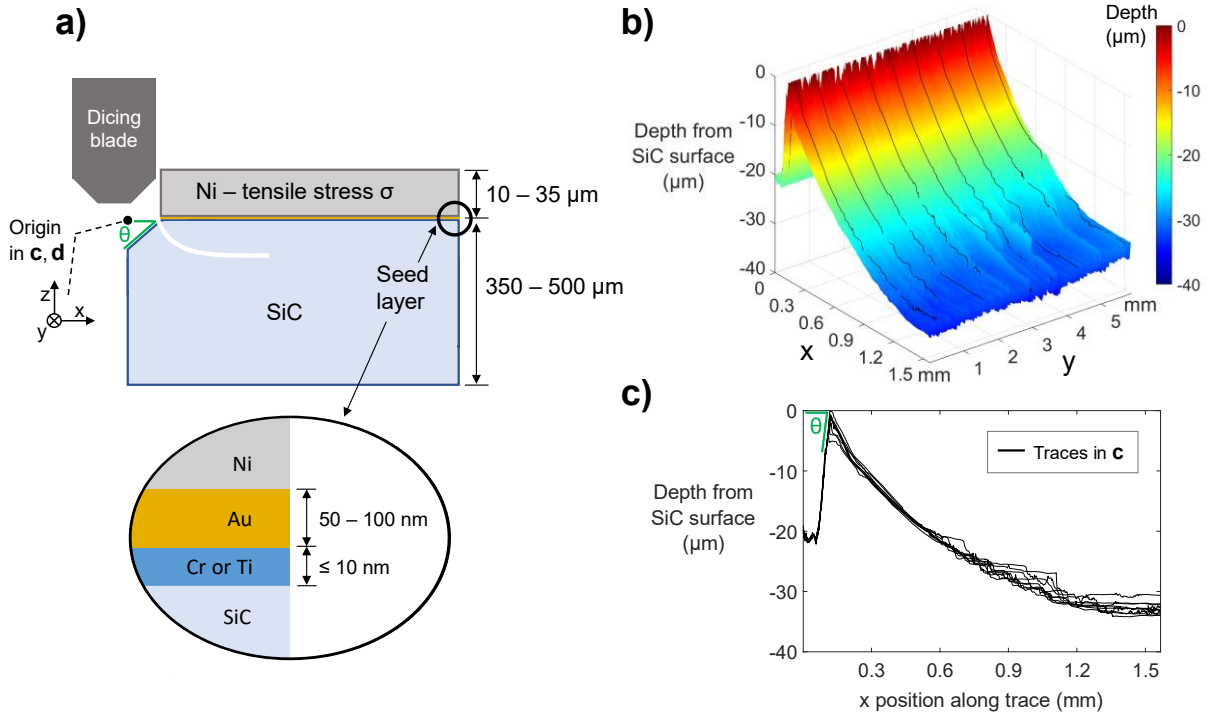 a)
Dicing
blade
Ni – tensile stress σ
10 – 35 µm
Origin
in c, d
θ
z
x
y
Seed
layer
SiC
350 – 500 µm
Ni
Au
50 – 100 nm
Cr or Ti
≤ 10 nm
SiC
b)
Depth
(µm)
0
-10
-20
-30
-40
Depth from
SiC surface
(µm)
0
-10
-20
-30
-40
0
0.3
0.6
0.9
1.2
1.5 mm
x
1
2
3
4
5
mm
y
c)
0
-10
-20
-30
-40
θ
Traces in c
Depth from
SiC surface
(µm)
0.3
0.6
0.9
1.2
1.5
x position along trace (mm)